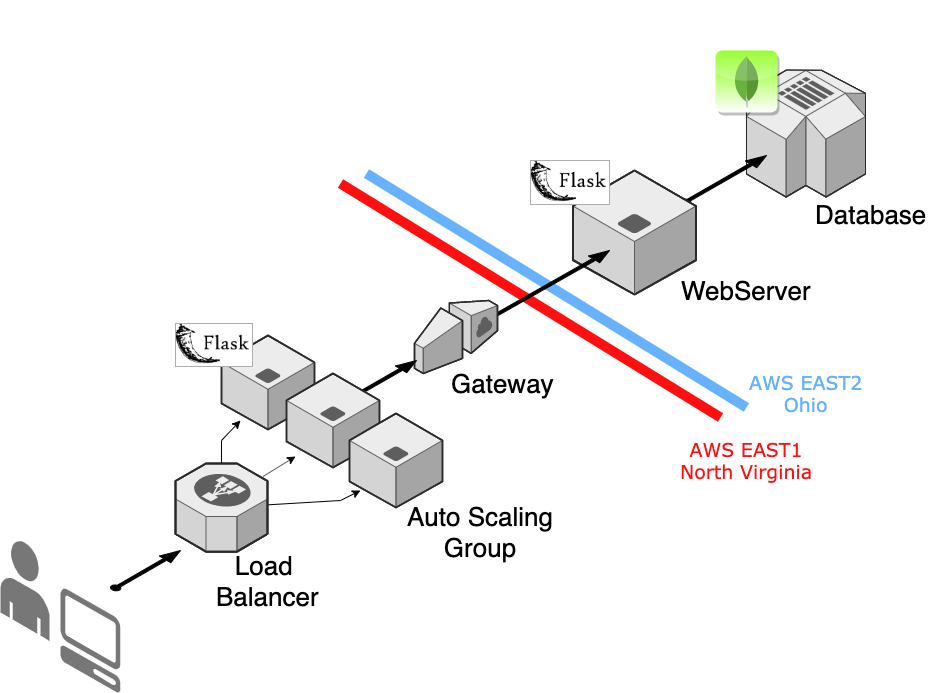 Database
Flask
WebServer
Flask
Gateway
AWS EAST2
Ohio
AWS EAST1
North Virginia
Auto Scaling
Group
Load
Balancer